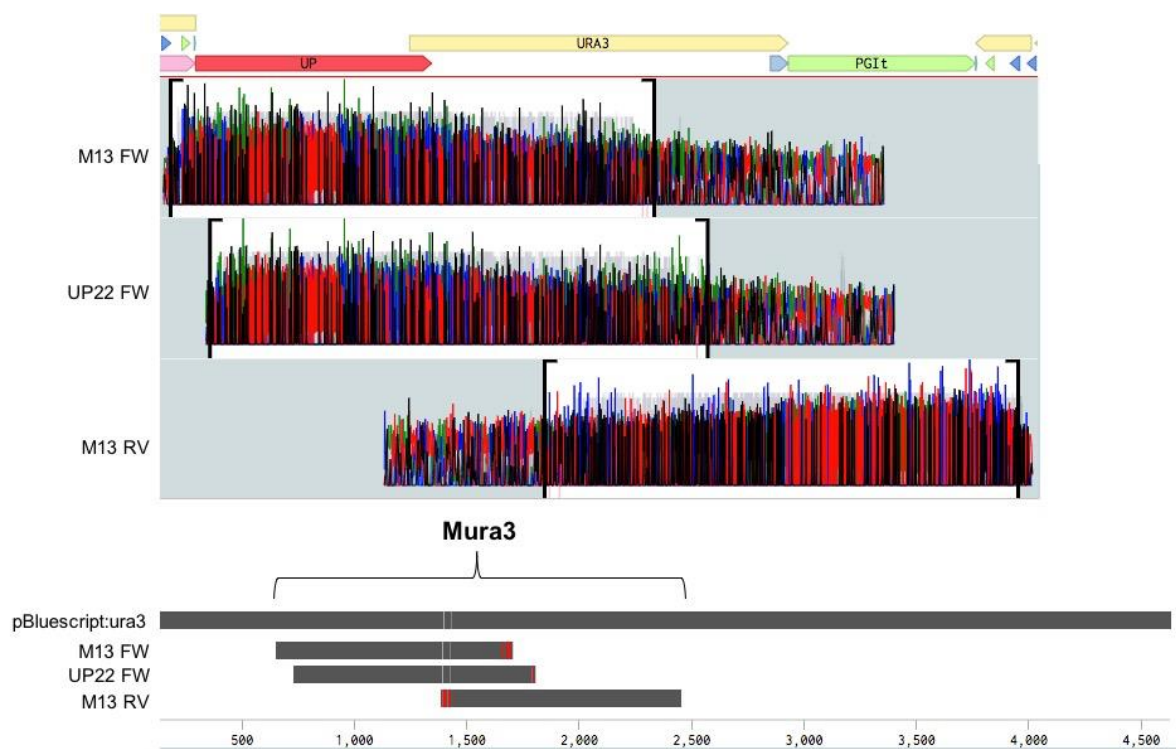 URA3
UP
PGIt
M13 FW
UP22 FW
M13 RV
Mura3
pBluescript:ura3
M13 FW
UP22 FW
M13 RV
500 1,000 1,500 2,000 2,500 3,000 3,500 4,000 4,500